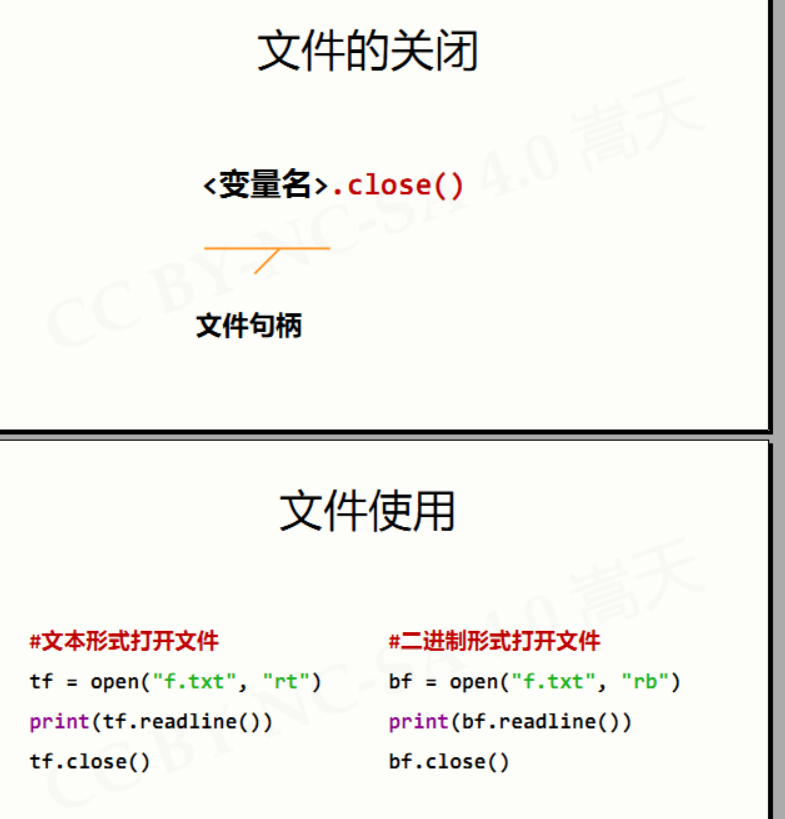 文件的关闭
<变量名>.close()
文件句柄
CC BY-NC-SA 4.0 嵩天
文件使用
#文本形式打开文件
tf = open("f.txt", "rt")
print(tf.readline())
tf.close()
#二进制形式打开文件
bf = open("f.txt", "rb")
print(bf.readline())
bf.close()
CC BY-NC-SA 4.0 嵩天